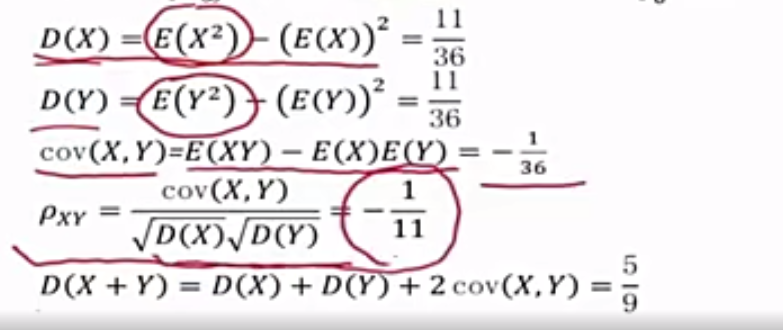 D(X) = E(X²) − (E(X))² = 11/36
D(Y) = E(Y²) − (E(Y))² = 11/36
cov(X, Y)=E(XY) − E(X)E(Y) = − 1/36
ρ_XY = cov(X, Y)/(√D(X)√D(Y)) = − 1/11
D(X + Y) = D(X) + D(Y) + 2 cov(X, Y) = 5/9